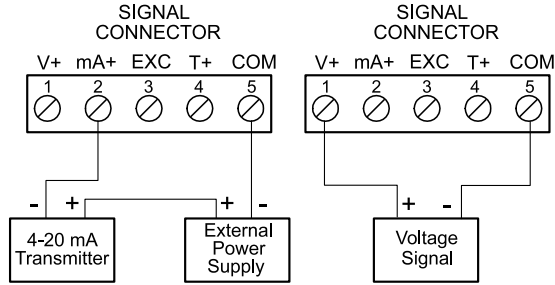 SIGNAL
CONNECTOR
V+ mA+ EXC T+ COM
1 2 3 4 5
- + + -
4-20 mA
Transmitter
External
Power
Supply
SIGNAL
CONNECTOR
V+ mA+ EXC T+ COM
1 2 3 4 5
+ -
Voltage
Signal